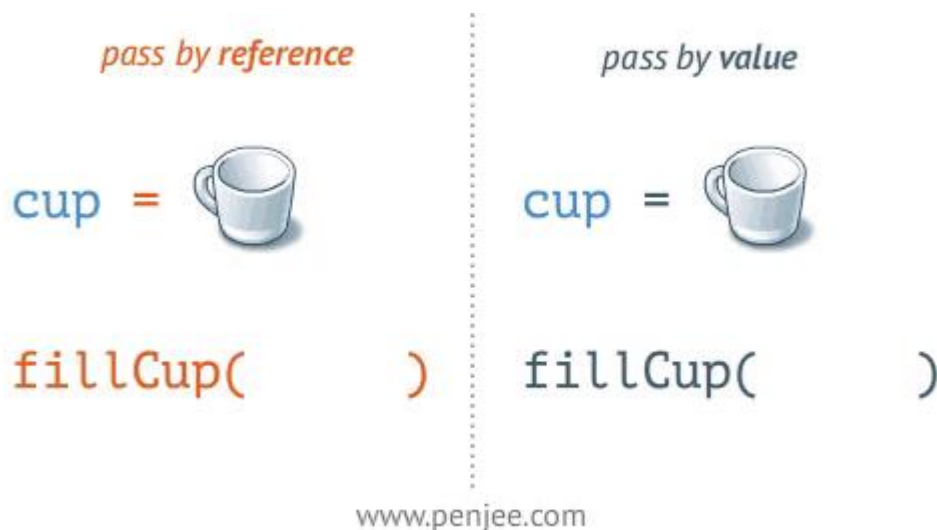 pass by reference
cup =
fillCup( )
pass by value
cup =
fillCup( )
www.penjee.com